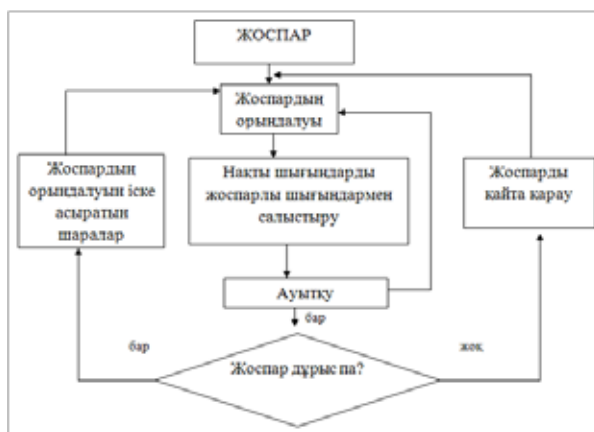 ЖОСПАР
Жоспардың
орындалуы
Жоспардың
орындалуын іске
асыратын
шаралар
Нақты шығындарды
жоспарлы шығындармен
салыстыру
Жоспарды
қайта қарау
Ауытқу
бар
бар
жоқ
Жоспар дұрыс па?